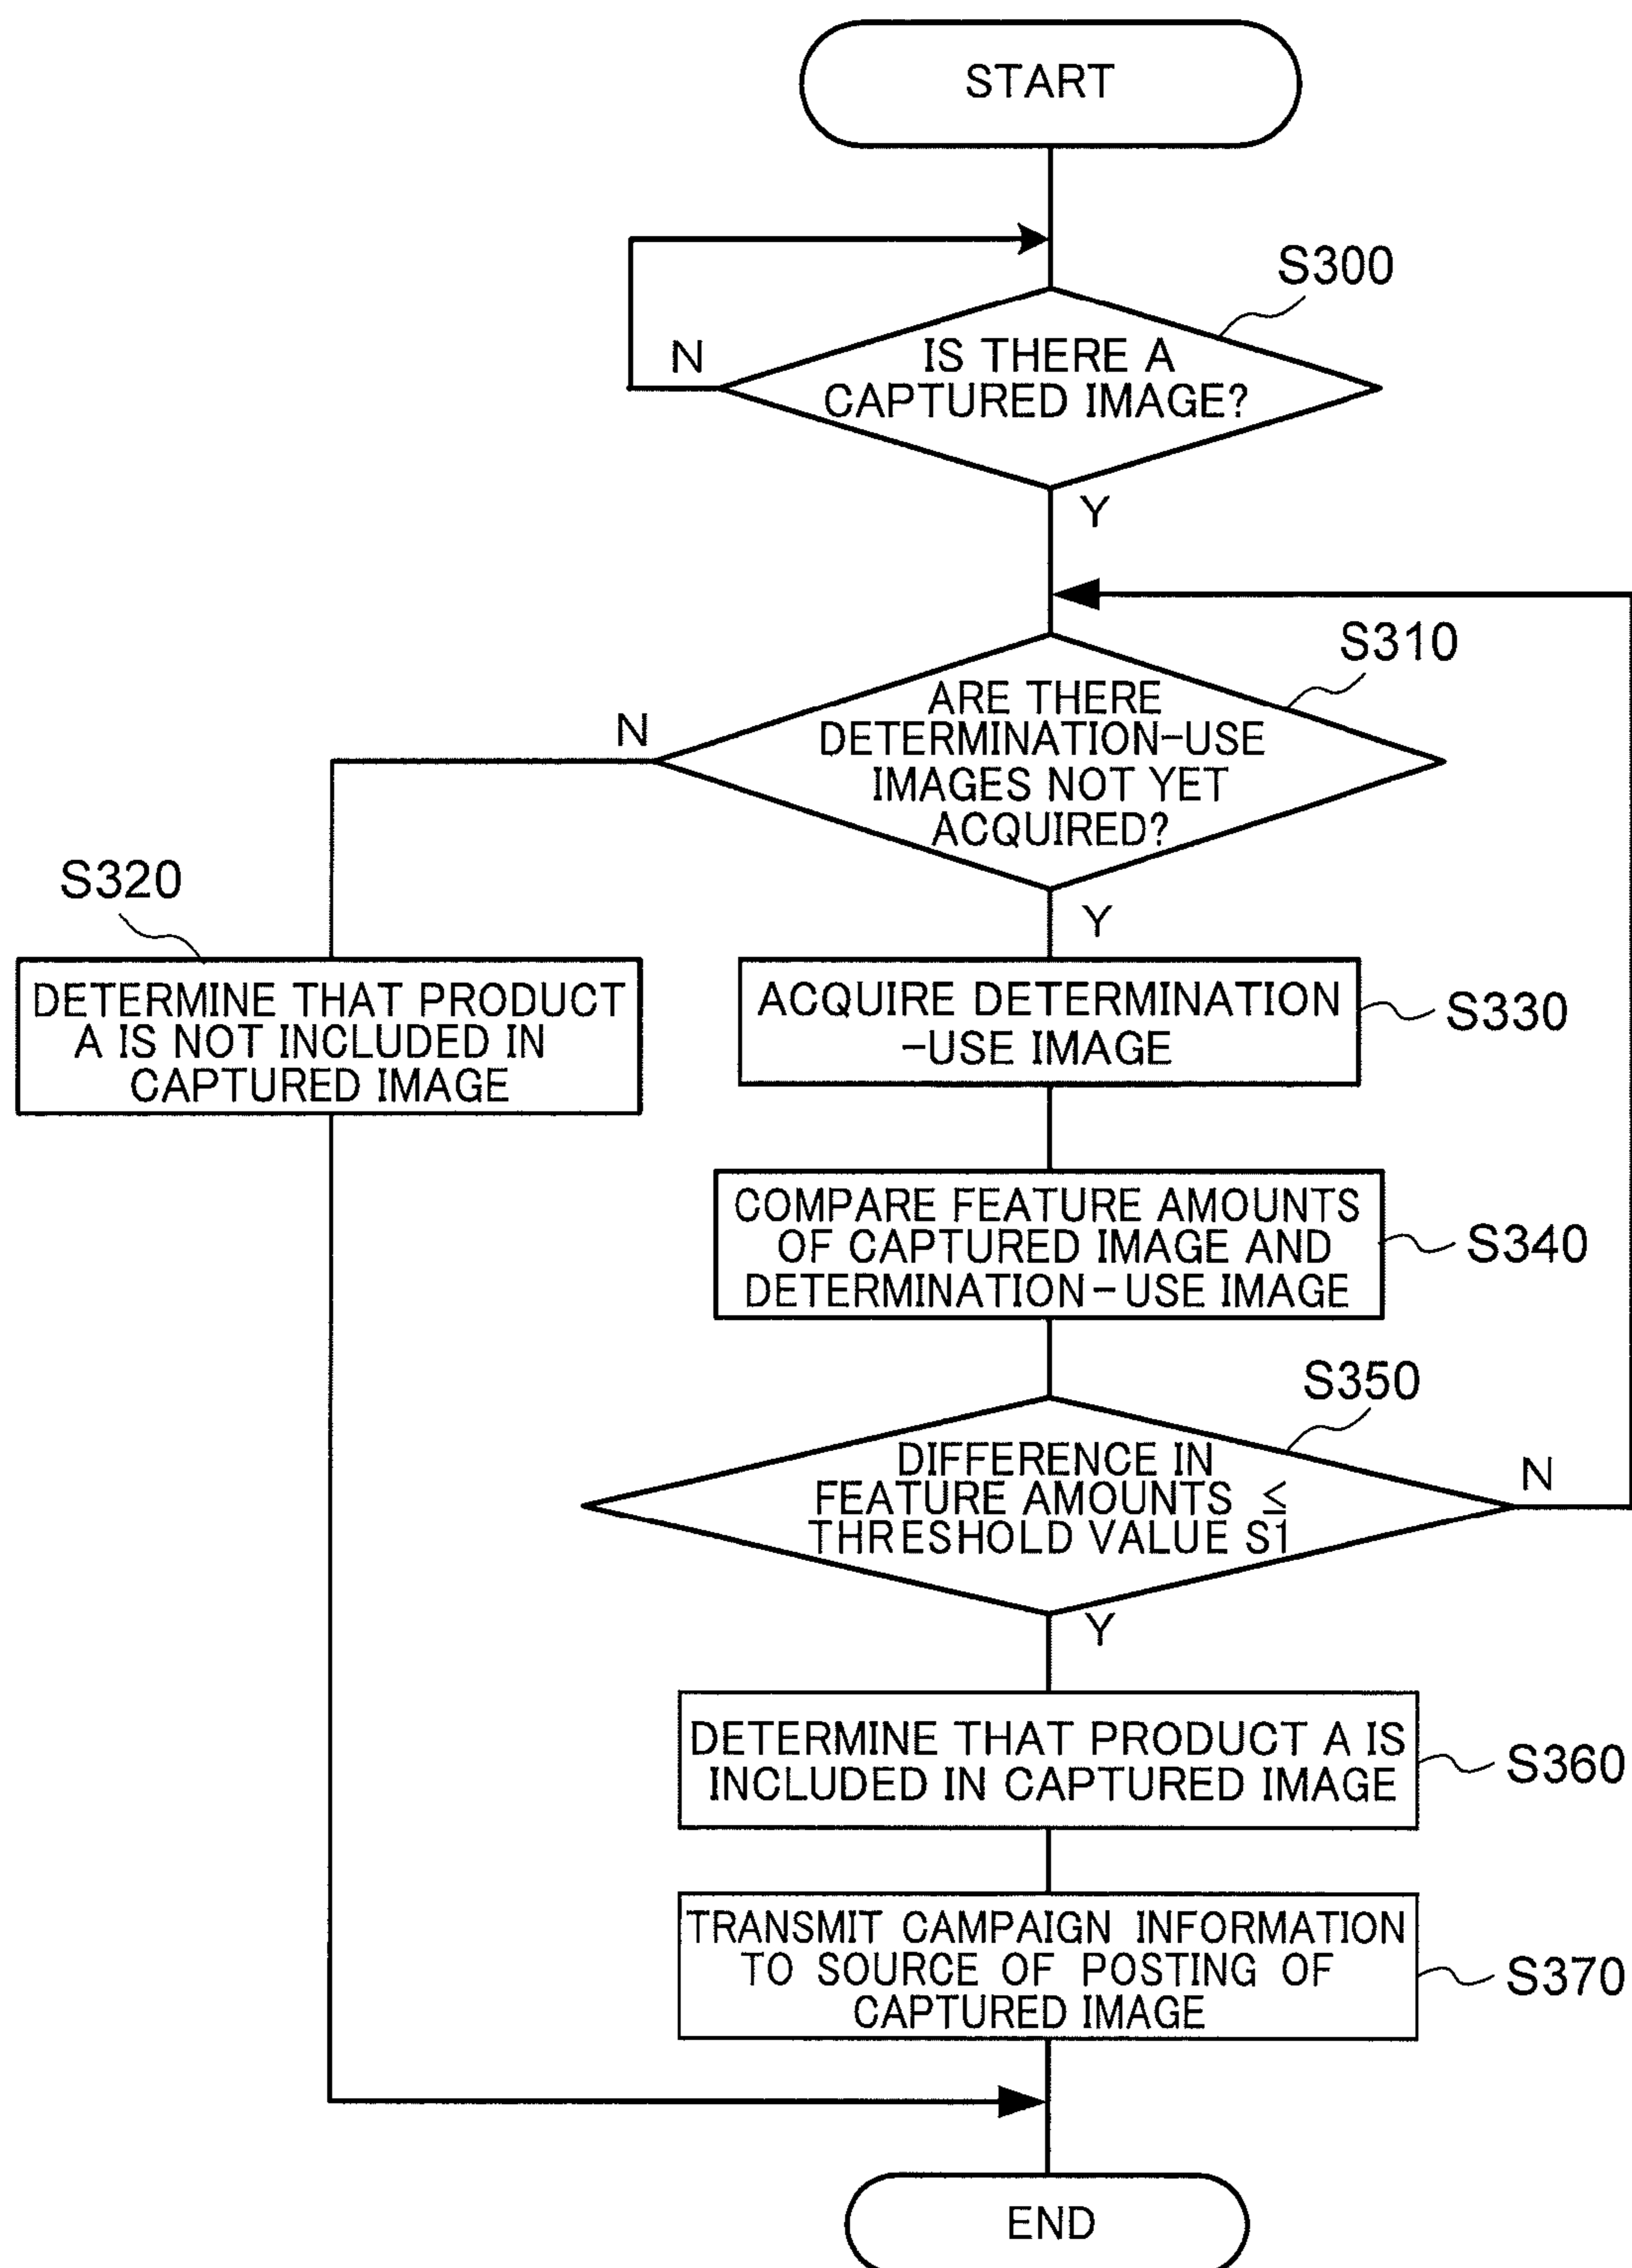 START
S300
N
IS THERE A
CAPTURED IMAGE?
Y
S310
N
ARE THERE
DETERMINATION-USE
IMAGES NOT YET
ACQUIRED?
Y
S320
DETERMINE THAT PRODUCT
A IS NOT INCLUDED IN
CAPTURED IMAGE
ACQUIRE DETERMINATION
-USE IMAGE
S330
COMPARE FEATURE AMOUNTS
OF CAPTURED IMAGE AND
DETERMINATION-USE IMAGE
S340
S350
DIFFERENCE IN
FEATURE AMOUNTS ≤
THRESHOLD VALUE S1
N
Y
DETERMINE THAT PRODUCT A IS
INCLUDED IN CAPTURED IMAGE
S360
TRANSMIT CAMPAIGN INFORMATION
TO SOURCE OF POSTING OF
CAPTURED IMAGE
S370
END